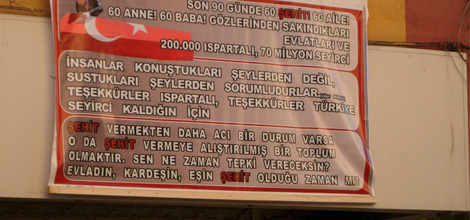 SON 90 GÜNDE 60 ŞEHİT! 60 AİLE!
60 ANNE! 60 BABA! GÖZLERİNDEN SAKINDIKLARI
EVLATLARI VE
200.000 ISPARTALI, 70 MİLYON SEYİRCİ
İNSANLAR KONUŞTUKLARI ŞEYLERDEN DEĞİL,
SUSTUKLARI ŞEYLERDEN SORUMLUDURLAR...
TEŞEKKÜRLER ISPARTALI, TEŞEKKÜRLER TÜRKİYE
SEYİRCİ KALDIĞIN İÇİN
ŞEHİT VERMEKTEN DAHA ACI BİR DURUM VARSA
O DA ŞEHİT VERMEYE ALIŞTIRILMIŞ BİR TOPLUM
OLMAKTIR. SEN NE ZAMAN TEPKİ VERECEKSİN?
EVLADIN, KARDEŞİN, EŞİN ŞEHİT OLDUĞU ZAMAN MI?